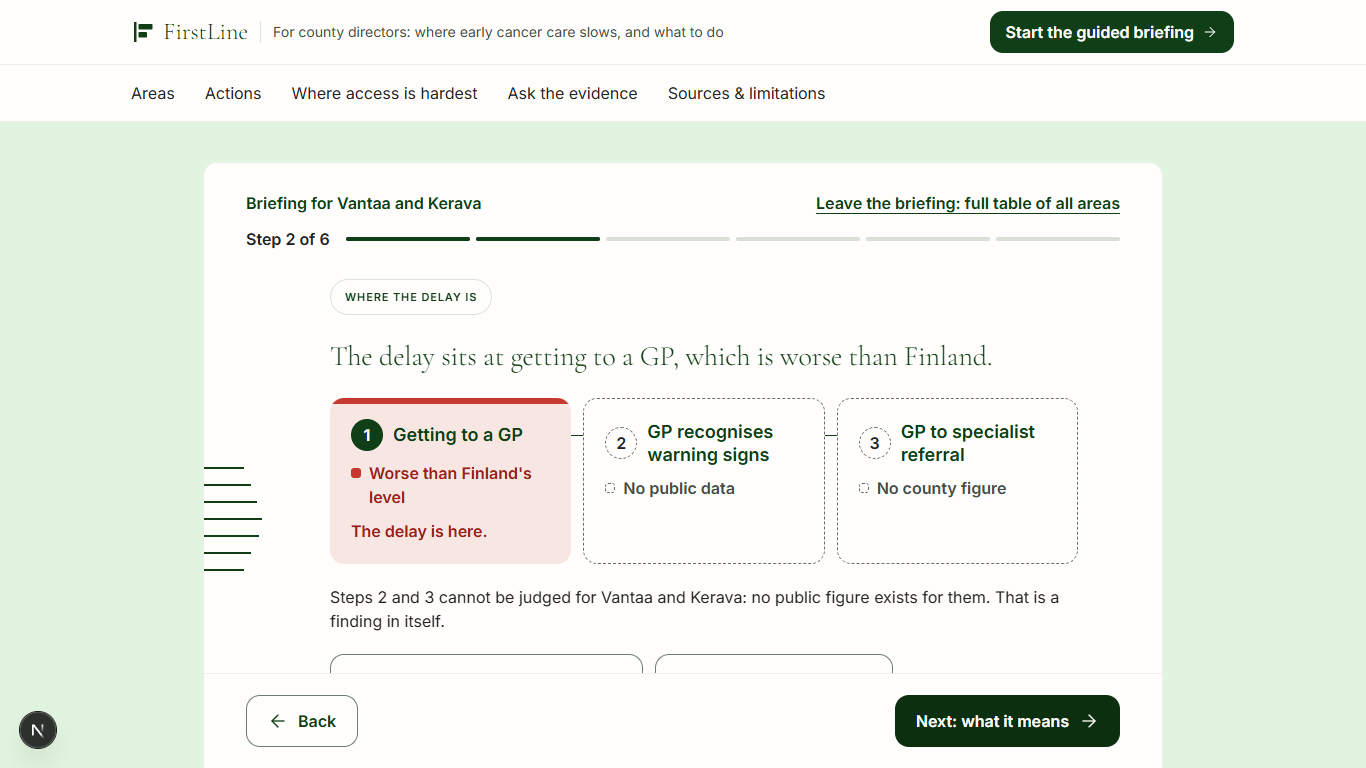 FirstLine
For county directors: where early cancer care slows, and what to do
Start the guided briefing
Areas
Actions
Where access is hardest
Ask the evidence
Sources & limitations
Briefing for Vantaa and Kerava
Leave the briefing: full table of all areas
Step 2 of 6
WHERE THE DELAY IS
The delay sits at getting to a GP, which is worse than Finland.
1
Getting to a GP
Worse than Finland's
level
The delay is here.
2
GP recognises
warning signs
No public data
3
GP to specialist
referral
No county figure
Steps 2 and 3 cannot be judged for Vantaa and Kerava: no public figure exists for them. That is a
finding in itself.
Back
Next: what it means
N